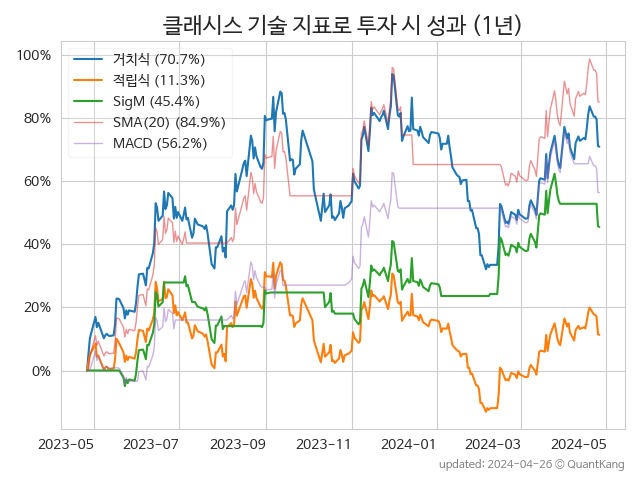 클래시스 기술 지표로 투자 시 성과 (1년)
100%
80%
60%
40%
20%
0%
거치식 (70.7%)
적립식 (11.3%)
SigM (45.4%)
SMA(20) (84.9%)
MACD (56.2%)
2023-05
2023-07
2023-09
2023-11
2024-01
2024-03
2024-05
updated: 2024-04-26 © QuantKang